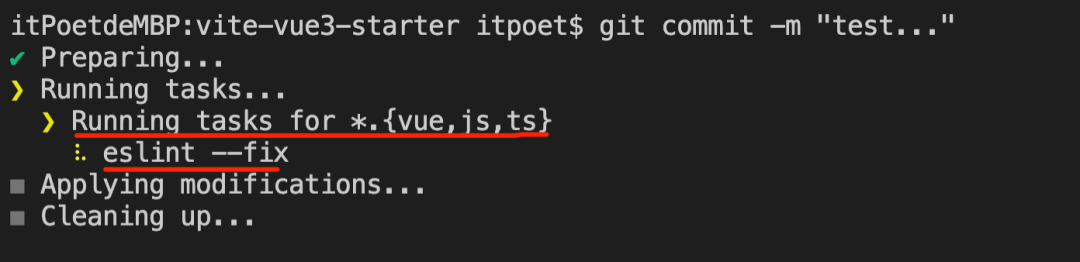 itPoetdeMBP:vite-vue3-starter itpoet$ git commit -m "test..."
✔ Preparing...
❯ Running tasks...
❯ Running tasks for *.{vue,js,ts}
⠧ eslint --fix
■ Applying modifications...
■ Cleaning up...